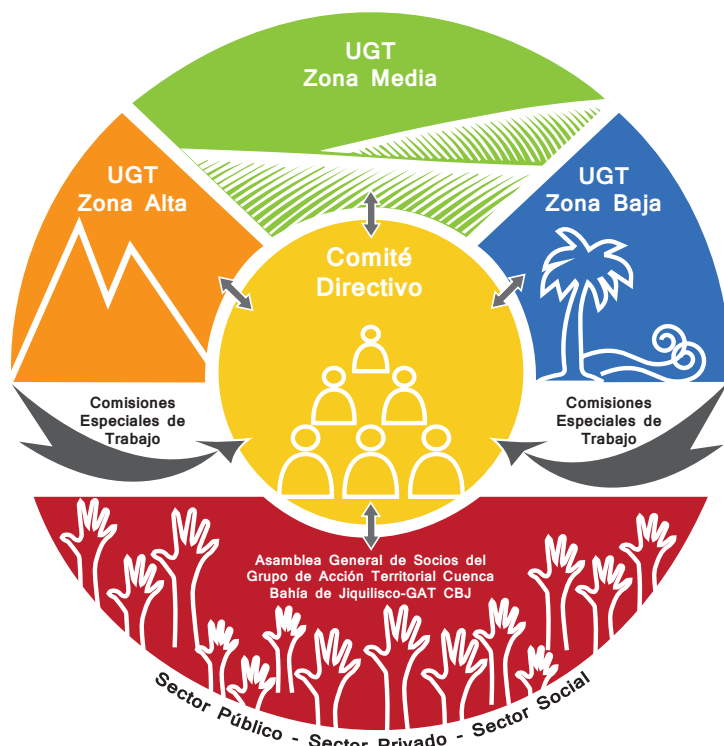 UGT
Zona Media
UGT
Zona Alta
UGT
Zona Baja
Comité
Directivo
Comisiones
Especiales de
Trabajo
Comisiones
Especiales de
Trabajo
Asamblea General de Socios del
Grupo de Acción Territorial Cuenca
Bahía de Jiquilisco-GAT CBJ
Sector Público - Sector Privado - Sector Social